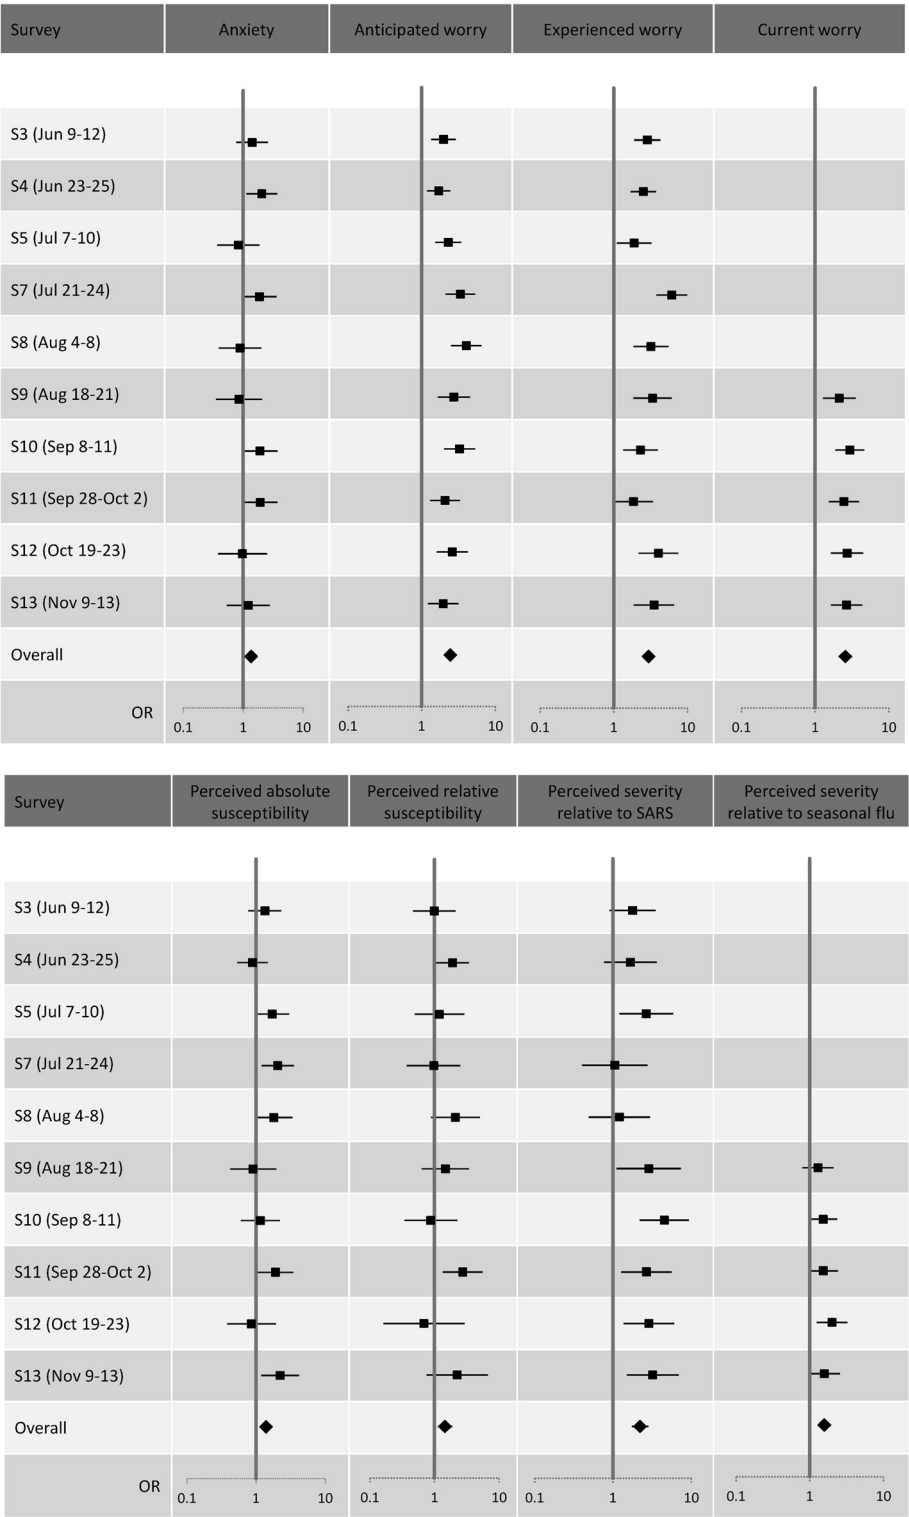 Survey Anxiety Anticipated worry Experienced worry Current worry
S3 (Jun 9-12)
S4 (Jun 23-25)
S5 (Jul 7-10)
S7 (Jul 21-24)
S8 (Aug 4-8)
S9 (Aug 18-21)
S10 (Sep 8-11)
S11 (Sep 28-Oct 2)
S12 (Oct 19-23)
S13 (Nov 9-13)
Overall
OR 0.1 1 10 0.1 1 10 0.1 1 10 0.1 1 10
Survey Perceived absolute susceptibility Perceived relative susceptibility Perceived severity relative to SARS Perceived severity relative to seasonal flu
S3 (Jun 9-12)
S4 (Jun 23-25)
S5 (Jul 7-10)
S7 (Jul 21-24)
S8 (Aug 4-8)
S9 (Aug 18-21)
S10 (Sep 8-11)
S11 (Sep 28-Oct 2)
S12 (Oct 19-23)
S13 (Nov 9-13)
Overall
OR 0.1 1 10 0.1 1 10 0.1 1 10 0.1 1 10